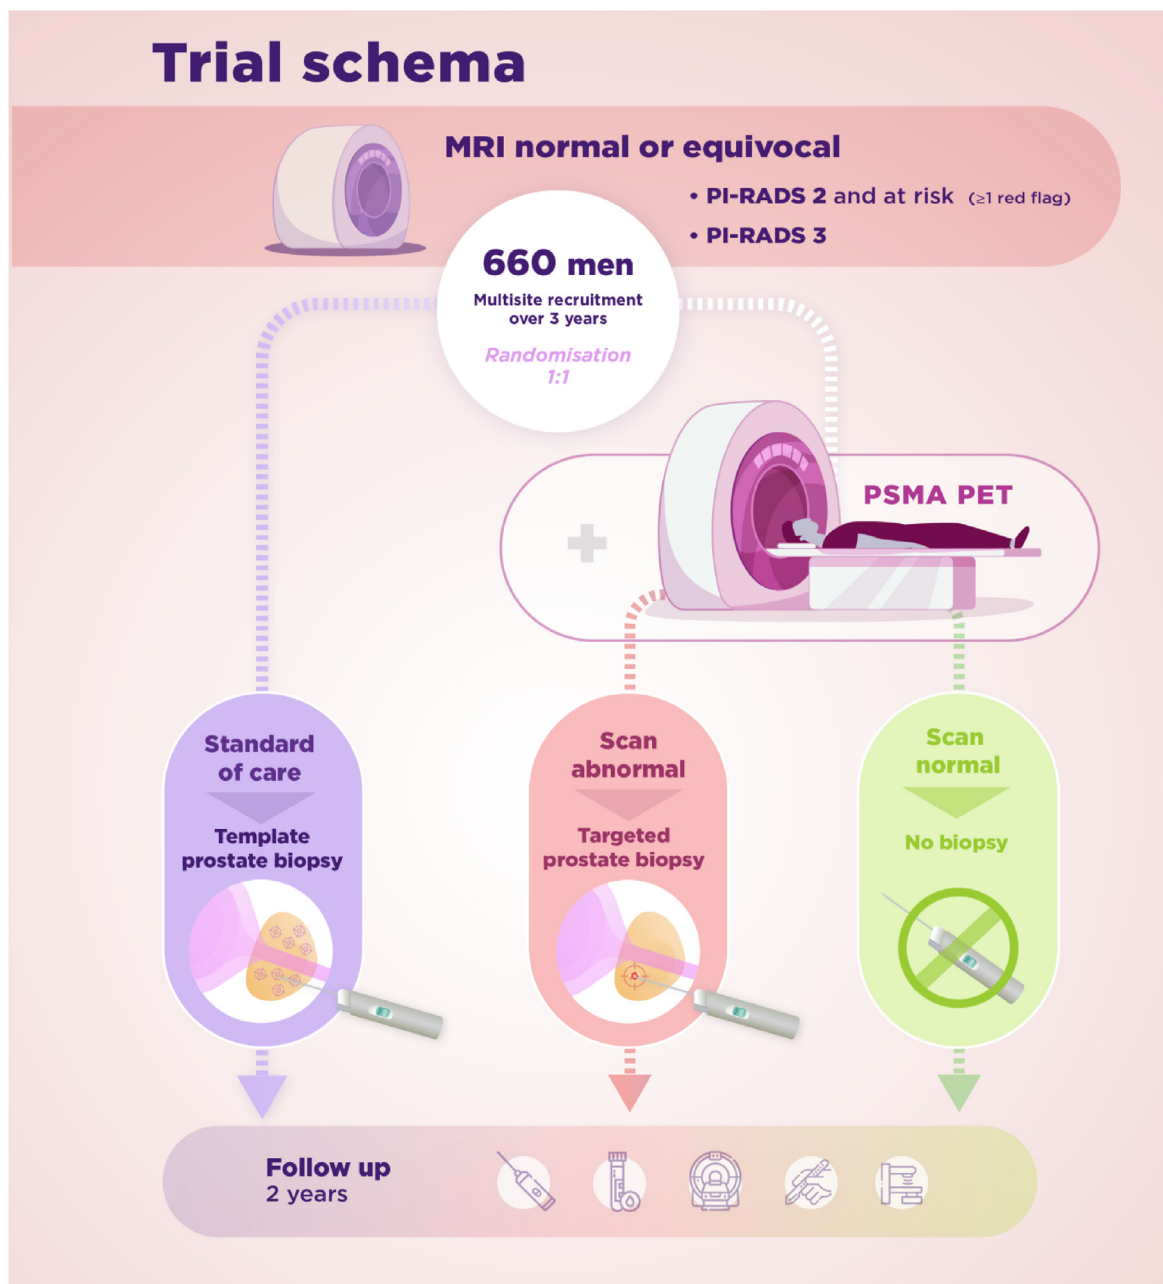 Trial schema
MRI normal or equivocal
• PI-RADS 2 and at risk (≥1 red flag)
• PI-RADS 3
660 men
Multisite recruitment
over 3 years
Randomisation
1:1
PSMA PET
Standard
of care
Template
prostate biopsy
Scan
abnormal
Targeted
prostate biopsy
Scan
normal
No biopsy
Follow up
2 years